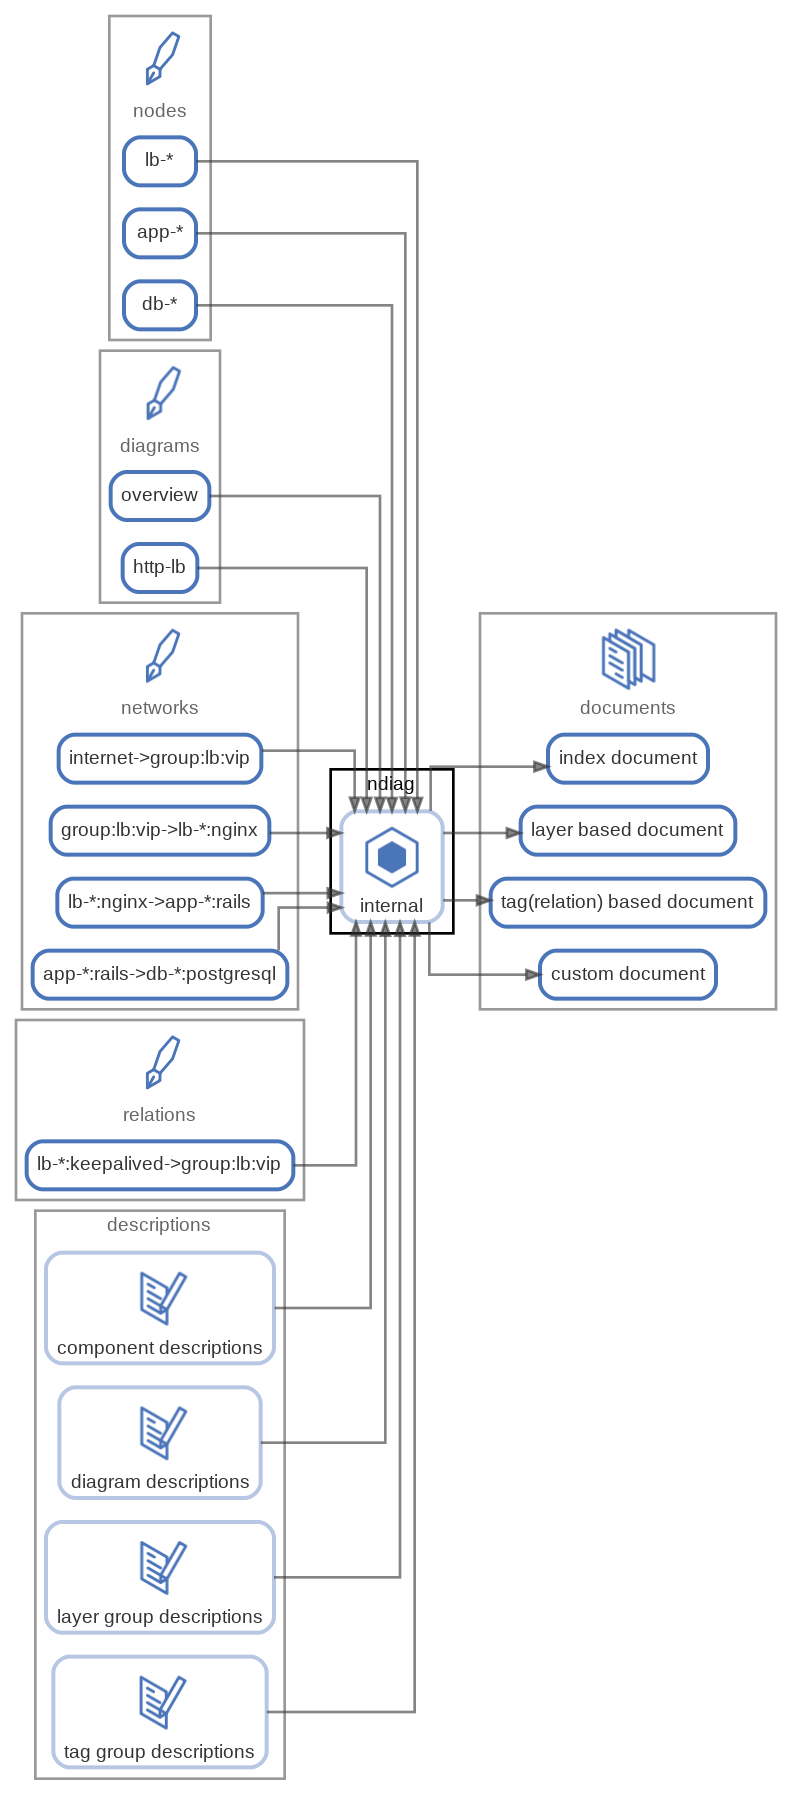 nodes
lb-*
app-*
db-*
diagrams
overview
http-lb
networks
internet->group:lb:vip
group:lb:vip->lb-*:nginx
lb-*:nginx->app-*:rails
app-*:rails->db-*:postgresql
relations
lb-*:keepalived->group:lb:vip
descriptions
component descriptions
diagram descriptions
layer group descriptions
tag group descriptions
ndiag
internal
documents
index document
layer based document
tag(relation) based document
custom document